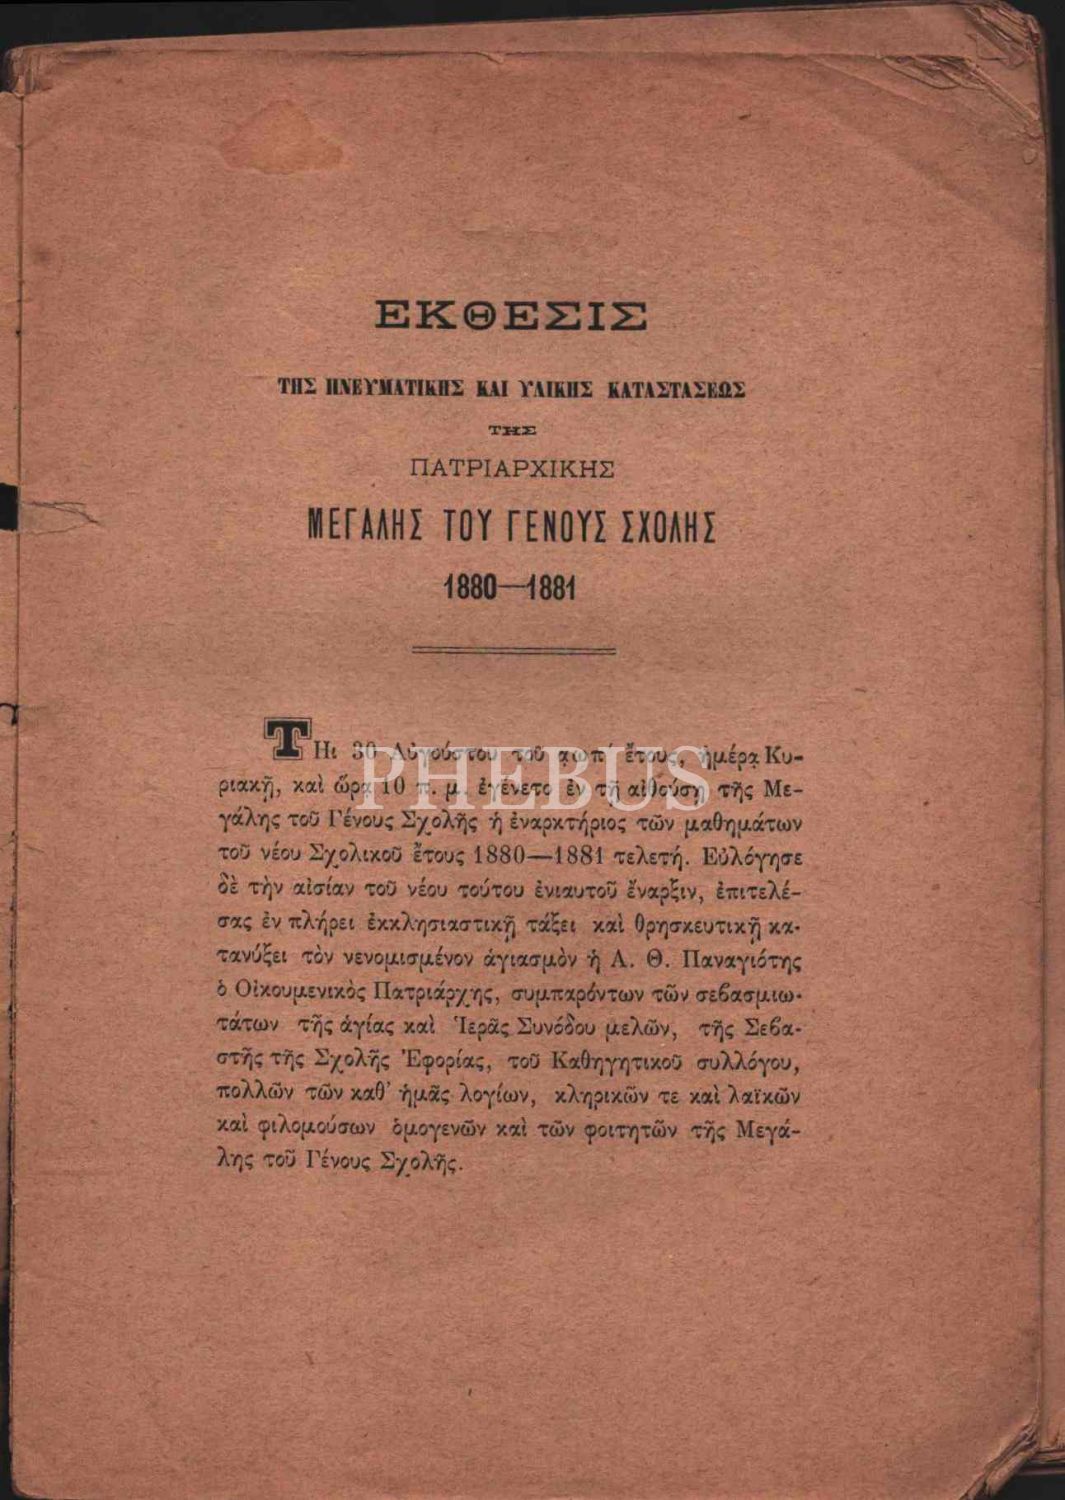 ΕΚΘΕΣΙΣ
ΤΗΣ ΠΝΕΥΜΑΤΙΚΗΣ ΚΑΙ ΥΛΙΚΗΣ ΚΑΤΑΣΤΑΣΕΩΣ
ΤΗΣ
ΠΑΤΡΙΑΡΧΙΚΗΣ
ΜΕΓΑΛΗΣ ΤΟΥ ΓΕΝΟΥΣ ΣΧΟΛΗΣ
1880—1881
ΤΗι 30 Αὐγούστου τοῦ ͵αωπ′ ἔτους, ἡμέρᾳ Κυ-
ριακῇ, καὶ ὥρᾳ 10 π. μ. ἐγένετο ἐν τῇ αἰθούσῃ τῆς Με-
γάλης τοῦ Γένους Σχολῆς ἡ ἐναρκτήριος τῶν μαθημάτων
τοῦ νέου Σχολικοῦ ἔτους 1880—1881 τελετή. Εὐλόγησε
δὲ τὴν αἰσίαν τοῦ νέου τούτου ἐνιαυτοῦ ἔναρξιν, ἐπιτελέ-
σας ἐν πλήρει ἐκκλησιαστικῇ τάξει καὶ θρησκευτικῇ κα-
τανύξει τὸν νενομισμένον ἁγιασμὸν ἡ Α. Θ. Παναγιότης
ὁ Οἰκουμενικὸς Πατριάρχης, συμπαρόντων τῶν σεβασμιω-
τάτων τῆς ἁγίας καὶ Ἱερᾶς Συνόδου μελῶν, τῆς Σεβα-
στῆς τῆς Σχολῆς Ἐφορίας, τοῦ Καθηγητικοῦ συλλόγου,
πολλῶν τῶν καθ᾽ ἡμᾶς λογίων, κληρικῶν τε καὶ λαϊκῶν
καὶ φιλομούσων ὁμογενῶν καὶ τῶν φοιτητῶν τῆς Μεγά-
λης τοῦ Γένους Σχολῆς.
PHEBUS